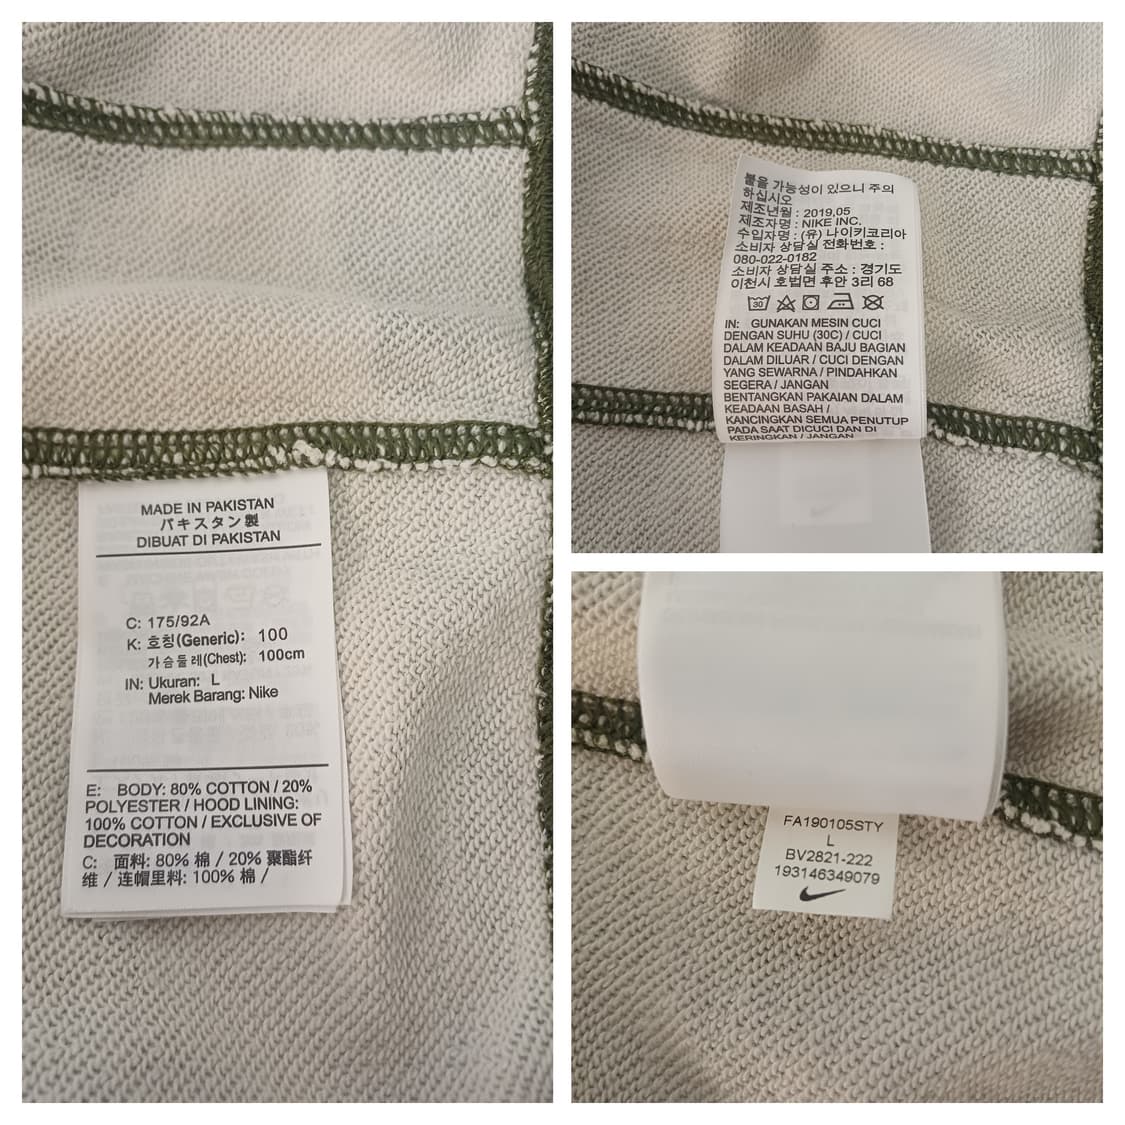 MADE IN PAKISTAN
パキスタン製
DIBUAT DI PAKISTAN
C: 175/92A
K: 호칭(Generic): 100
가슴둘레(Chest): 100cm
IN: Ukuran: L
Merek Barang: Nike
E: BODY: 80% COTTON / 20%
POLYESTER / HOOD LINING:
100% COTTON / EXCLUSIVE OF
DECORATION
C: 面料: 80% 棉 / 20% 聚酯纤
维 / 连帽里料: 100% 棉 /
붙을 가능성이 있으니 주의
하십시오
제조년월 : 2019.05
제조자명 : NIKE INC.
수입자명 : (유) 나이키코리아
소비자 상담실 전화번호 :
080-022-0182
소비자 상담실 주소 : 경기도
이천시 호법면 후안 3리 68
30
IN: GUNAKAN MESIN CUCI
DENGAN SUHU (30C) / CUCI
DALAM KEADAAN BAJU BAGIAN
DALAM DILUAR / CUCI DENGAN
YANG SEWARNA / PINDAHKAN
SEGERA / JANGAN
BENTANGKAN PAKAIAN DALAM
KEADAAN BASAH /
KANCINGKAN SEMUA PENUTUP
PADA SAAT DICUCI DAN DI
KERINGKAN / JANGAN
FA190105STY
L
BV2821-222
193146349079